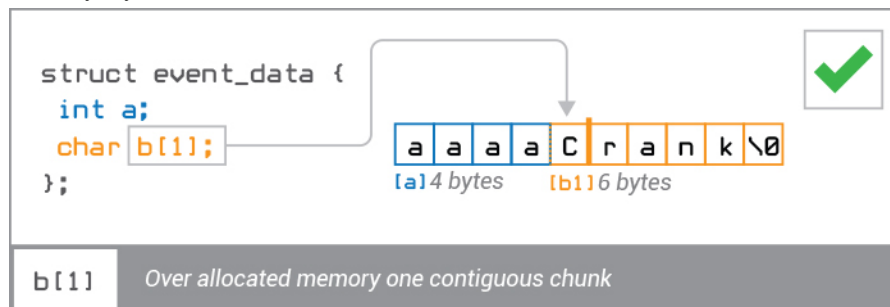 struct event_data {
int a;
char b[1];
};
a a a a C r a n k \0
[a] 4 bytes [b1] 6 bytes
b[1] Over allocated memory one contiguous chunk